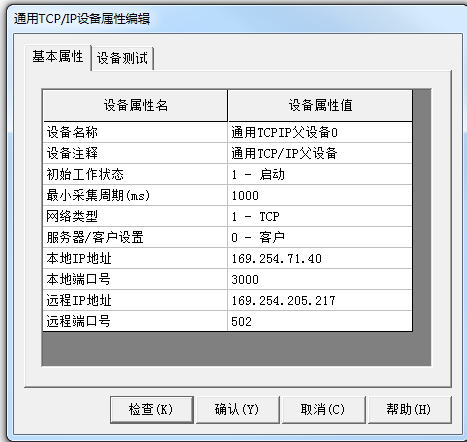 通用TCP/IP设备属性编辑
基本属性 设备测试
设备属性名 设备属性值
设备名称 通用TCPIP父设备0
设备注释 通用TCP/IP父设备
初始工作状态 1 - 启动
最小采集周期(ms) 1000
网络类型 1 - TCP
服务器/客户设置 0 - 客户
本地IP地址 169.254.71.40
本地端口号 3000
远程IP地址 169.254.205.217
远程端口号 502
检查(K) 确认(Y) 取消(C) 帮助(H)